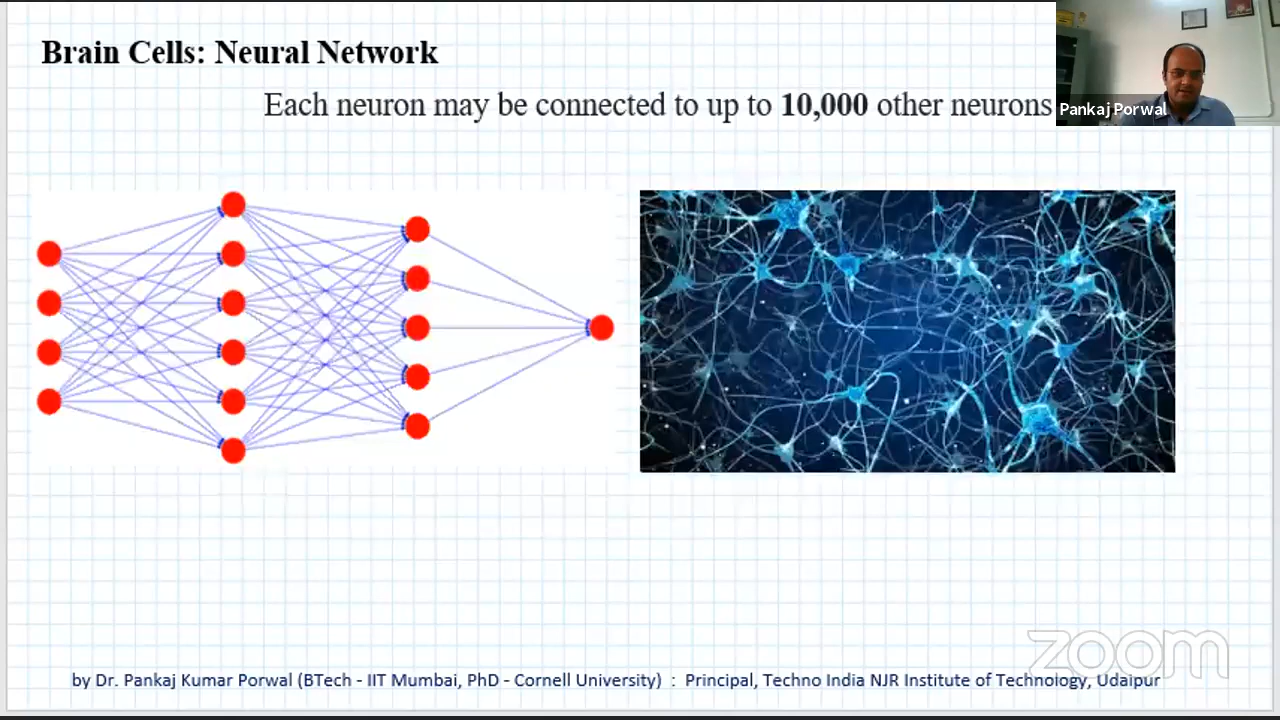 Brain Cells: Neural Network
Each neuron may be connected to up to 10,000 other neurons
Pankaj Porwal
zoom
by Dr. Pankaj Kumar Porwal (BTech - IIT Mumbai, PhD - Cornell University) : Principal, Techno India NJR Institute of Technology, Udaipur